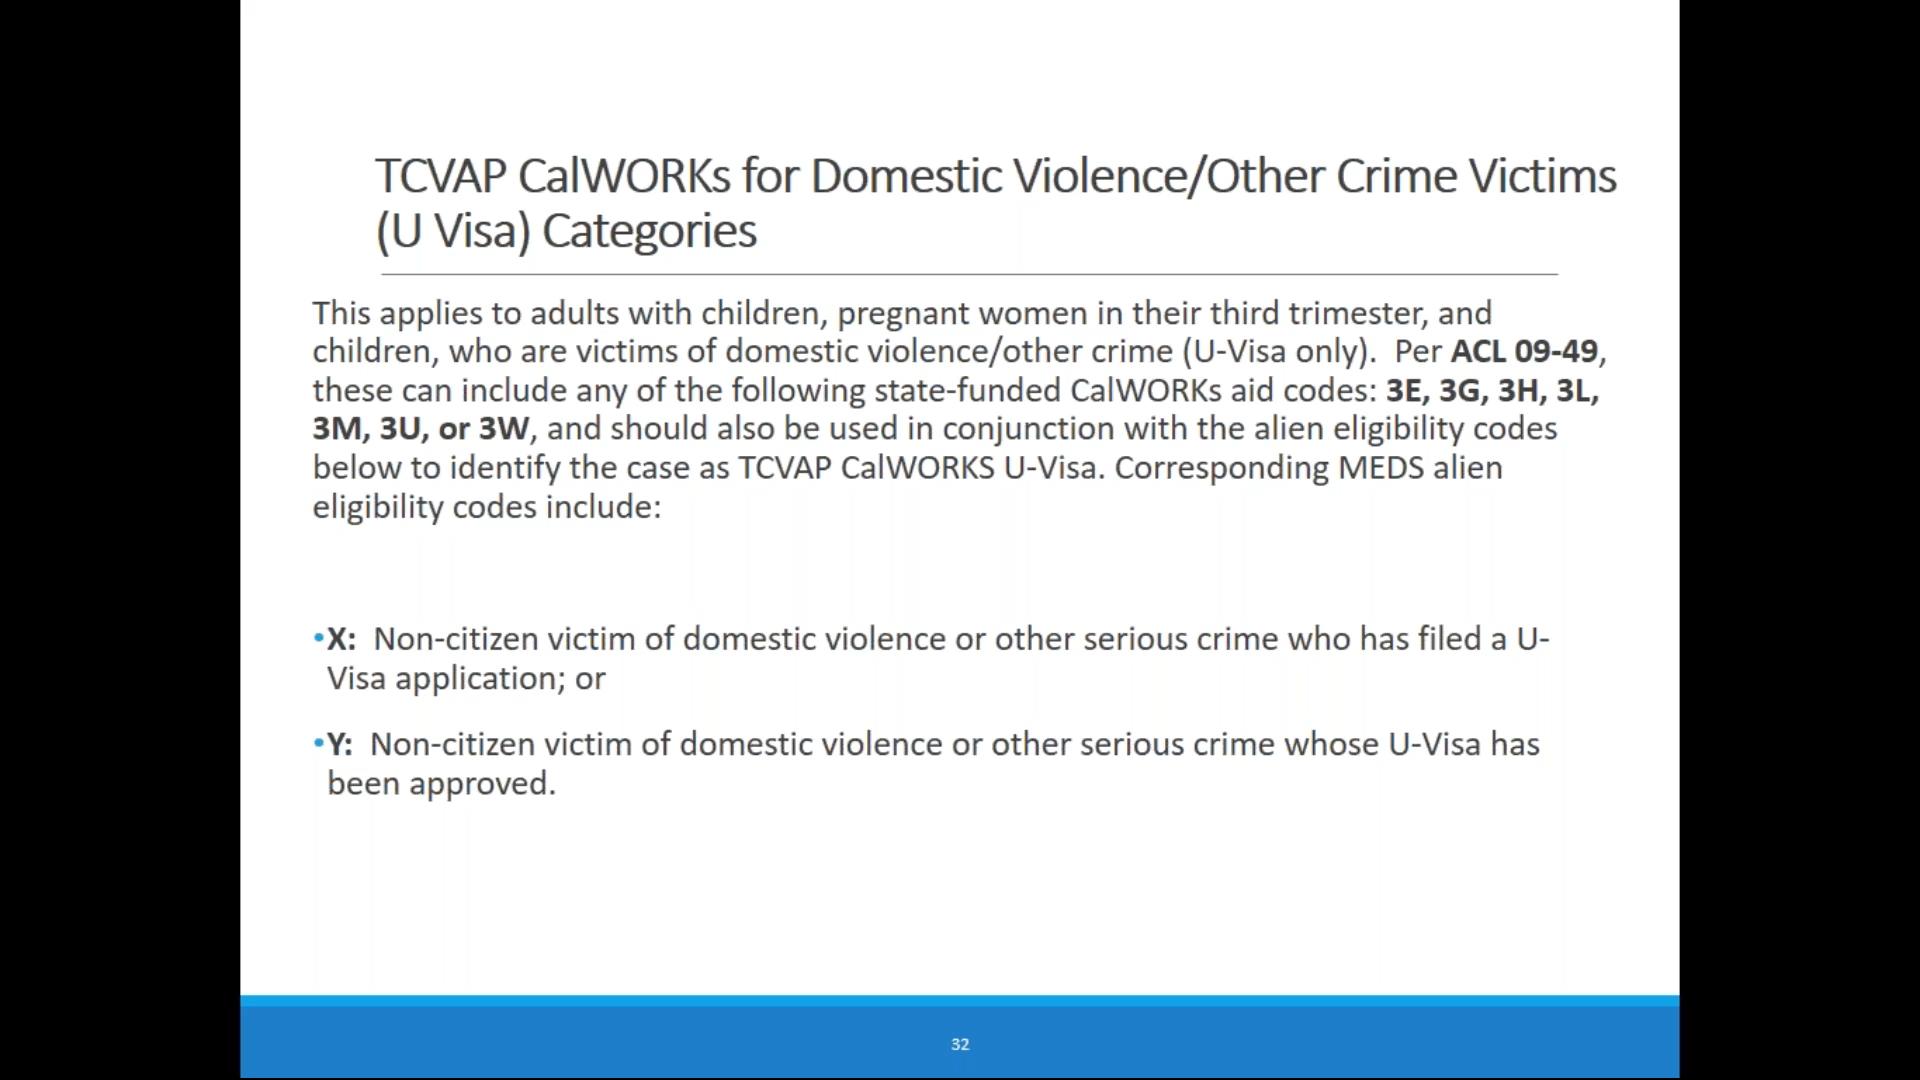 TCVAP CalWORKs for Domestic Violence/Other Crime Victims
(U Visa) Categories
This applies to adults with children, pregnant women in their third trimester, and
children, who are victims of domestic violence/other crime (U-Visa only).  Per ACL 09-49,
these can include any of the following state-funded CalWORKs aid codes: 3E, 3G, 3H, 3L,
3M, 3U, or 3W, and should also be used in conjunction with the alien eligibility codes
below to identify the case as TCVAP CalWORKS U-Visa. Corresponding MEDS alien
eligibility codes include:
•X:  Non-citizen victim of domestic violence or other serious crime who has filed a U-
Visa application; or
•Y:  Non-citizen victim of domestic violence or other serious crime whose U-Visa has
been approved.
32